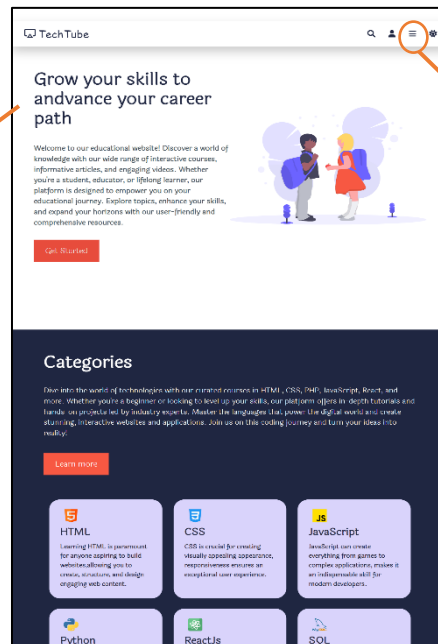 TechTube
Grow your skills to
andvance your career
path
Welcome to our educational website! Discover a world of
knowledge with our wide range of interactive courses,
informative articles, and engaging videos. Whether
you're a student, educator, or lifelong learner, our
platform is designed to empower you on your
educational journey. Explore topics, enhance your skills,
and expand your horizons with our user-friendly and
comprehensive resources.
Get Started
Categories
Dive into the world of technologies with our curated courses in HTML, CSS, PHP, JavaScript, React, and
more. Whether you're a beginner or looking to level up your skills, our platform offers in-depth tutorials and
hands-on projects led by industry experts. Master the languages that power the digital world and create
stunning, interactive websites and applications. Join us on this coding journey and turn your ideas into
reality!
Learn more
JS
HTML CSS JavaScript
Learning HTML is paramount
for anyone aspiring to build
websites,allowing you to
create, structure, and design
engaging web content.
CSS is crucial for creating
visually appealing appearance,
responsiveness ensures an
exceptional user experience.
JavaScript can create
everything from games to
complex applications, makes it
an indispensable skill for
modern developers.
Python ReactJs SQL